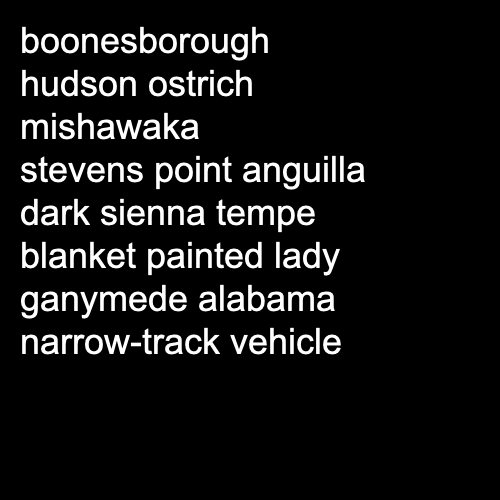 boonesborough
hudson ostrich
mishawaka
stevens point anguilla
dark sienna tempe
blanket painted lady
ganymede alabama
narrow-track vehicle